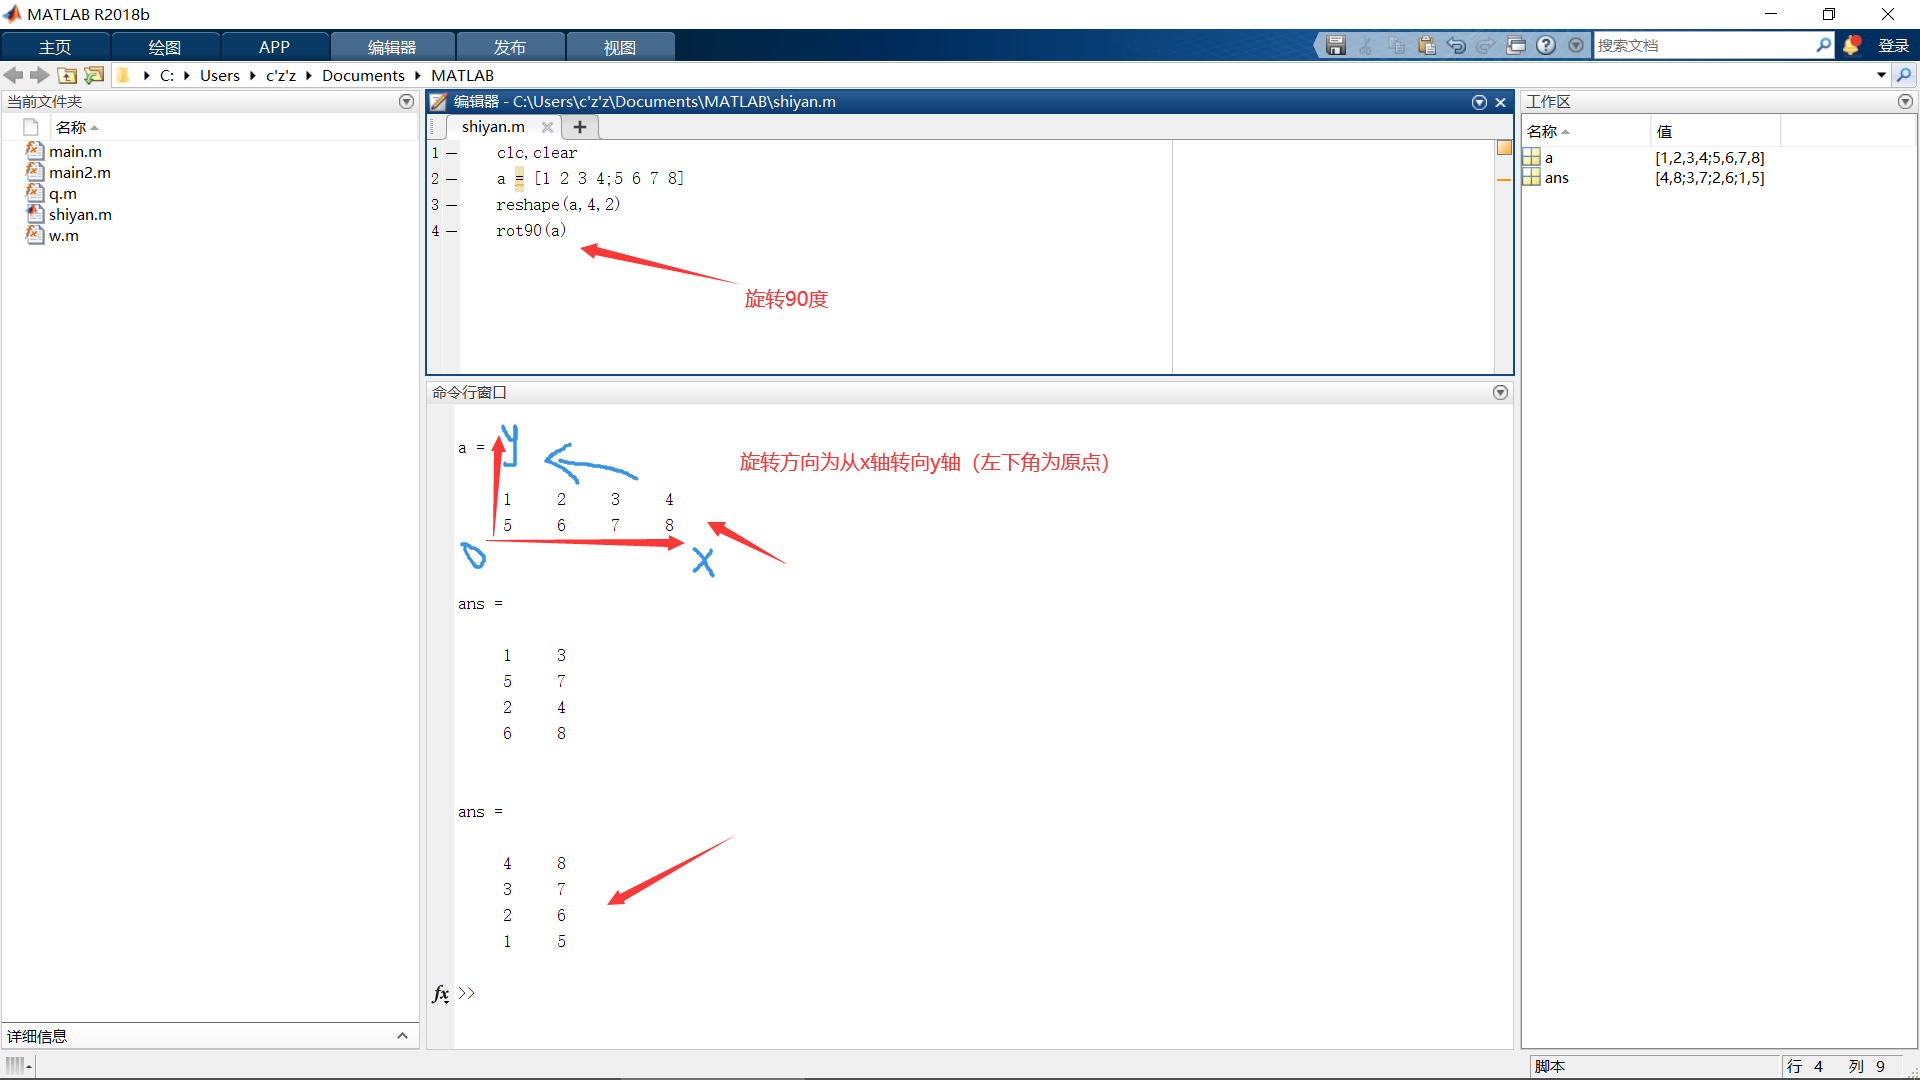 MATLAB R2018b
主页 绘图 APP 编辑器 发布 视图 搜索文档 登录
C: Users c'z'z Documents MATLAB
当前文件夹
名称
main.m
main2.m
q.m
shiyan.m
w.m
详细信息
编辑器 - C:\Users\c'z'z\Documents\MATLAB\shiyan.m
shiyan.m
1 clc,clear
2 a = [1 2 3 4;5 6 7 8]
3 reshape(a,4,2)
4 rot90(a)
旋转90度
命令行窗口
y
a =
旋转方向为从x轴转向y轴（左下角为原点）
1 2 3 4
5 6 7 8
0 x
ans =
1 3
5 7
2 4
6 8
ans =
4 8
3 7
2 6
1 5
fx >>
工作区
名称 值
a [1,2,3,4;5,6,7,8]
ans [4,8;3,7;2,6;1,5]
脚本 行 4 列 9